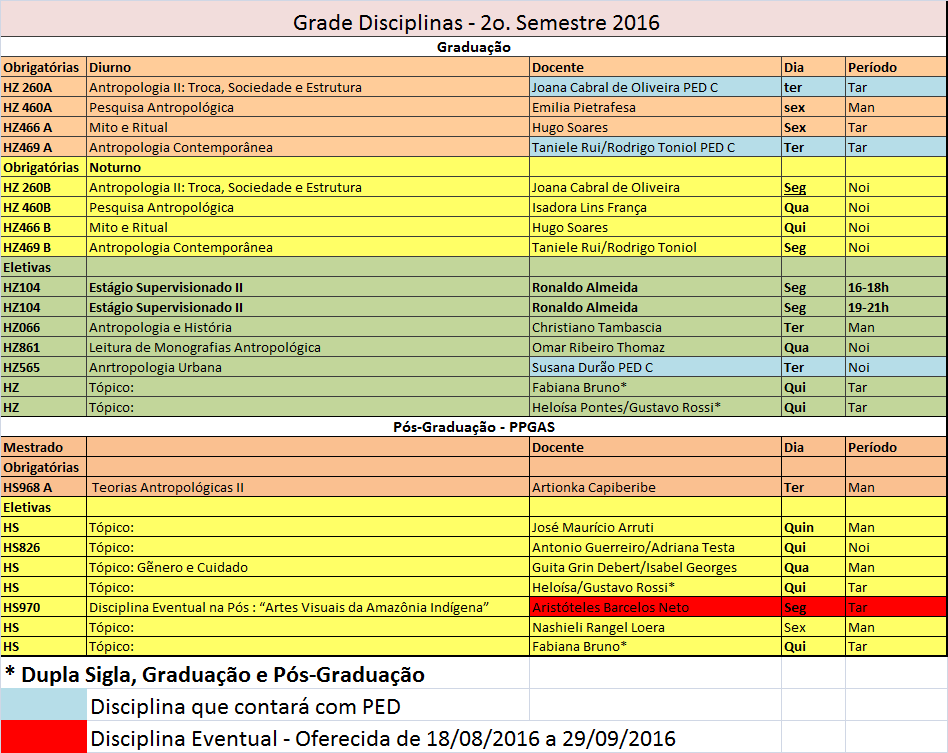 Grade Disciplinas - 2o. Semestre 2016
Graduação
Obrigatórias Diurno Docente Dia Período
HZ 260A Antropologia II: Troca, Sociedade e Estrutura Joana Cabral de Oliveira PED C ter Tar
HZ 460A Pesquisa Antropológica Emilia Pietrafesa sex Man
HZ466 A Mito e Ritual Hugo Soares Sex Tar
HZ469 A Antropologia Contemporânea Taniele Rui/Rodrigo Toniol PED C Ter Tar
Obrigatórias Noturno
HZ 260B Antropologia II: Troca, Sociedade e Estrutura Joana Cabral de Oliveira Seg Noi
HZ 460B Pesquisa Antropológica Isadora Lins França Qua Noi
HZ466 B Mito e Ritual Hugo Soares Qui Noi
HZ469 B Antropologia Contemporânea Taniele Rui/Rodrigo Toniol Seg Noi
Eletivas
HZ104 Estágio Supervisionado II Ronaldo Almeida Seg 16-18h
HZ104 Estágio Supervisionado II Ronaldo Almeida Seg 19-21h
HZ066 Antropologia e História Christiano Tambascia Ter Man
HZ861 Leitura de Monografias Antropológica Omar Ribeiro Thomaz Qua Noi
HZ565 Anrtropologia Urbana Susana Durão PED C Ter Noi
HZ Tópico: Fabiana Bruno* Qui Tar
HZ Tópico: Heloísa Pontes/Gustavo Rossi* Qui Tar
Pós-Graduação - PPGAS
Mestrado Docente Dia Período
Obrigatórias
HS968 A Teorias Antropológicas II Artionka Capiberibe Ter Man
Eletivas
HS Tópico: José Maurício Arruti Quin Man
HS826 Tópico: Antonio Guerreiro/Adriana Testa Qui Noi
HS Tópico: Gẽnero e Cuidado Guita Grin Debert/Isabel Georges Qua Man
HS Tópico: Heloísa/Gustavo Rossi* Qui Tar
HS970 Disciplina Eventual na Pós : “Artes Visuais da Amazônia Indígena” Aristóteles Barcelos Neto Seg Tar
HS Tópico: Nashieli Rangel Loera Sex Man
HS Tópico: Fabiana Bruno* Qui Tar
* Dupla Sigla, Graduação e Pós-Graduação
Disciplina que contará com PED
Disciplina Eventual - Oferecida de 18/08/2016 a 29/09/2016